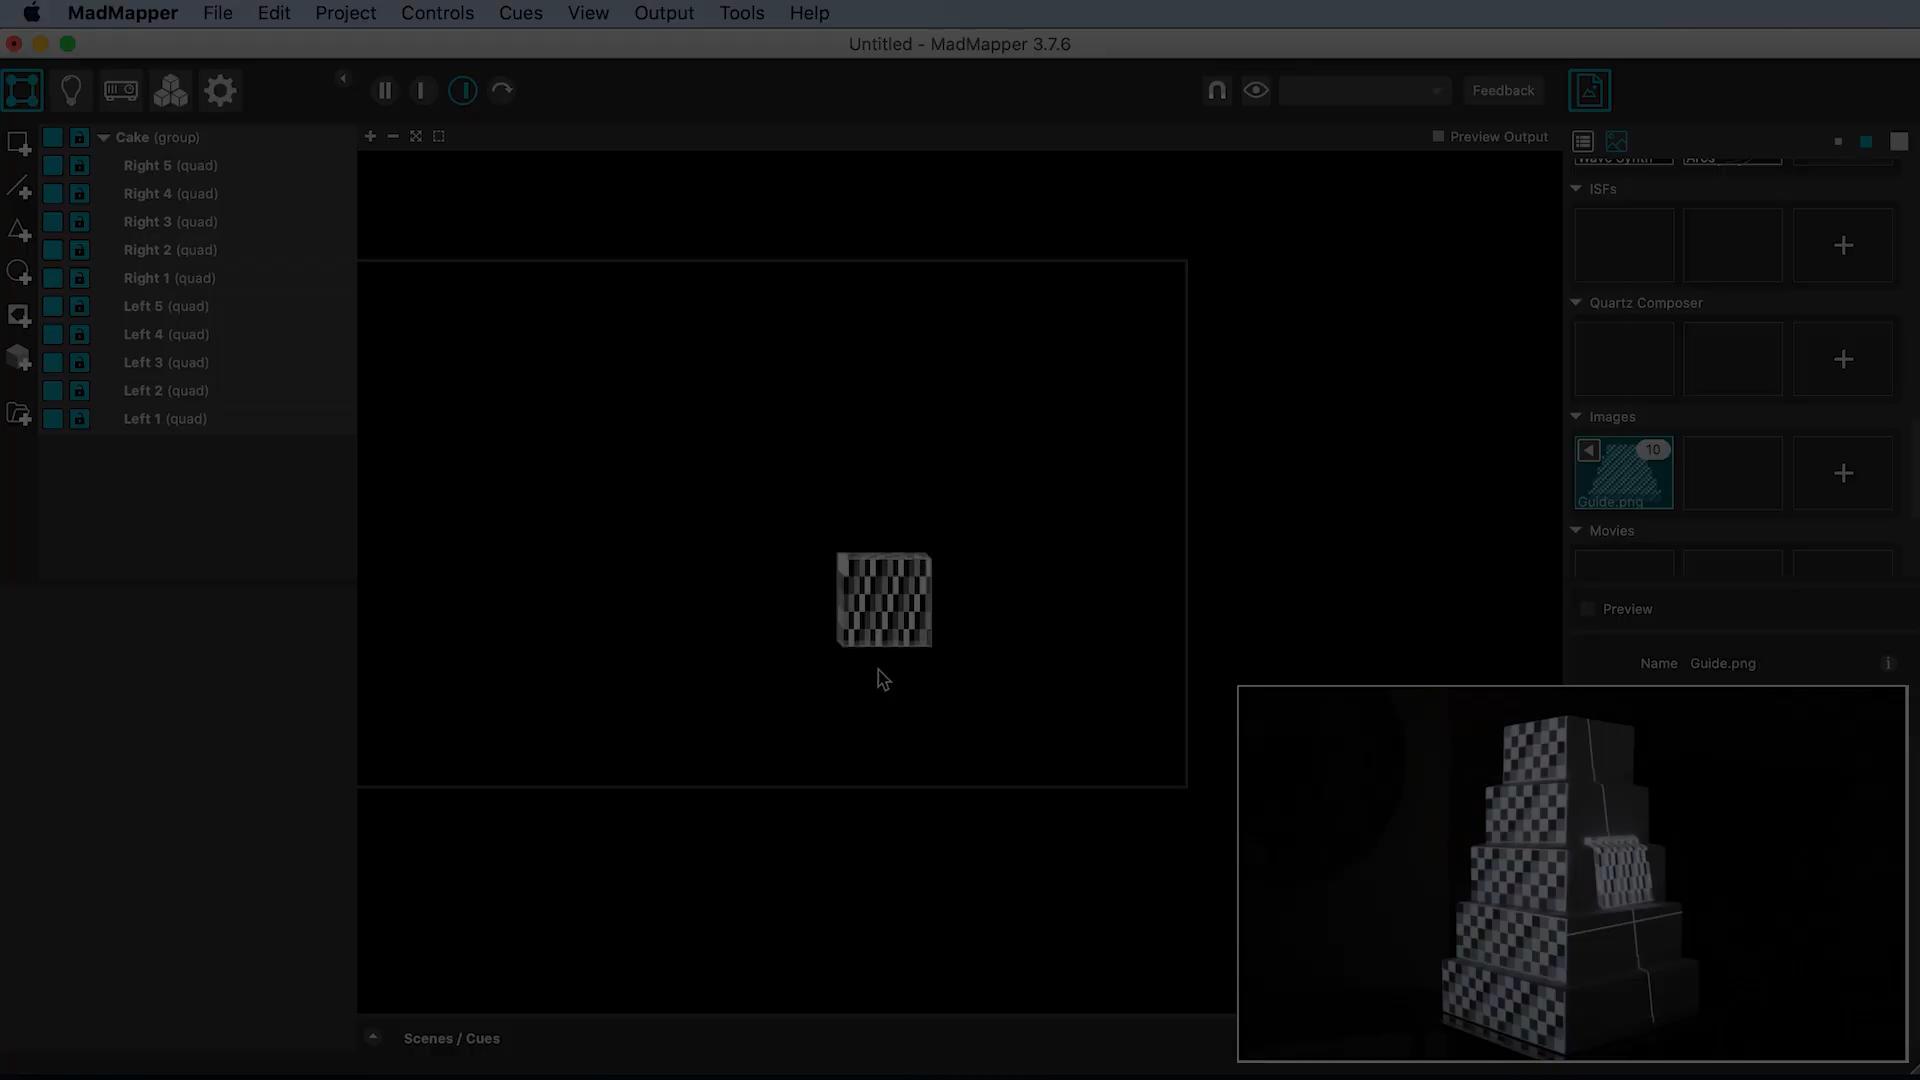 MadMapper File Edit Project Controls Cues View Output Tools Help
Untitled - MadMapper 3.7.6
Feedback
Preview Output
Cake (group)
Right 5 (quad)
Right 4 (quad)
Right 3 (quad)
Right 2 (quad)
Right 1 (quad)
Left 5 (quad)
Left 4 (quad)
Left 3 (quad)
Left 2 (quad)
Left 1 (quad)
Wave Synth Arcs
ISFs
Quartz Composer
Images
10
Guide.png
Movies
Preview
Name Guide.png
Scenes / Cues